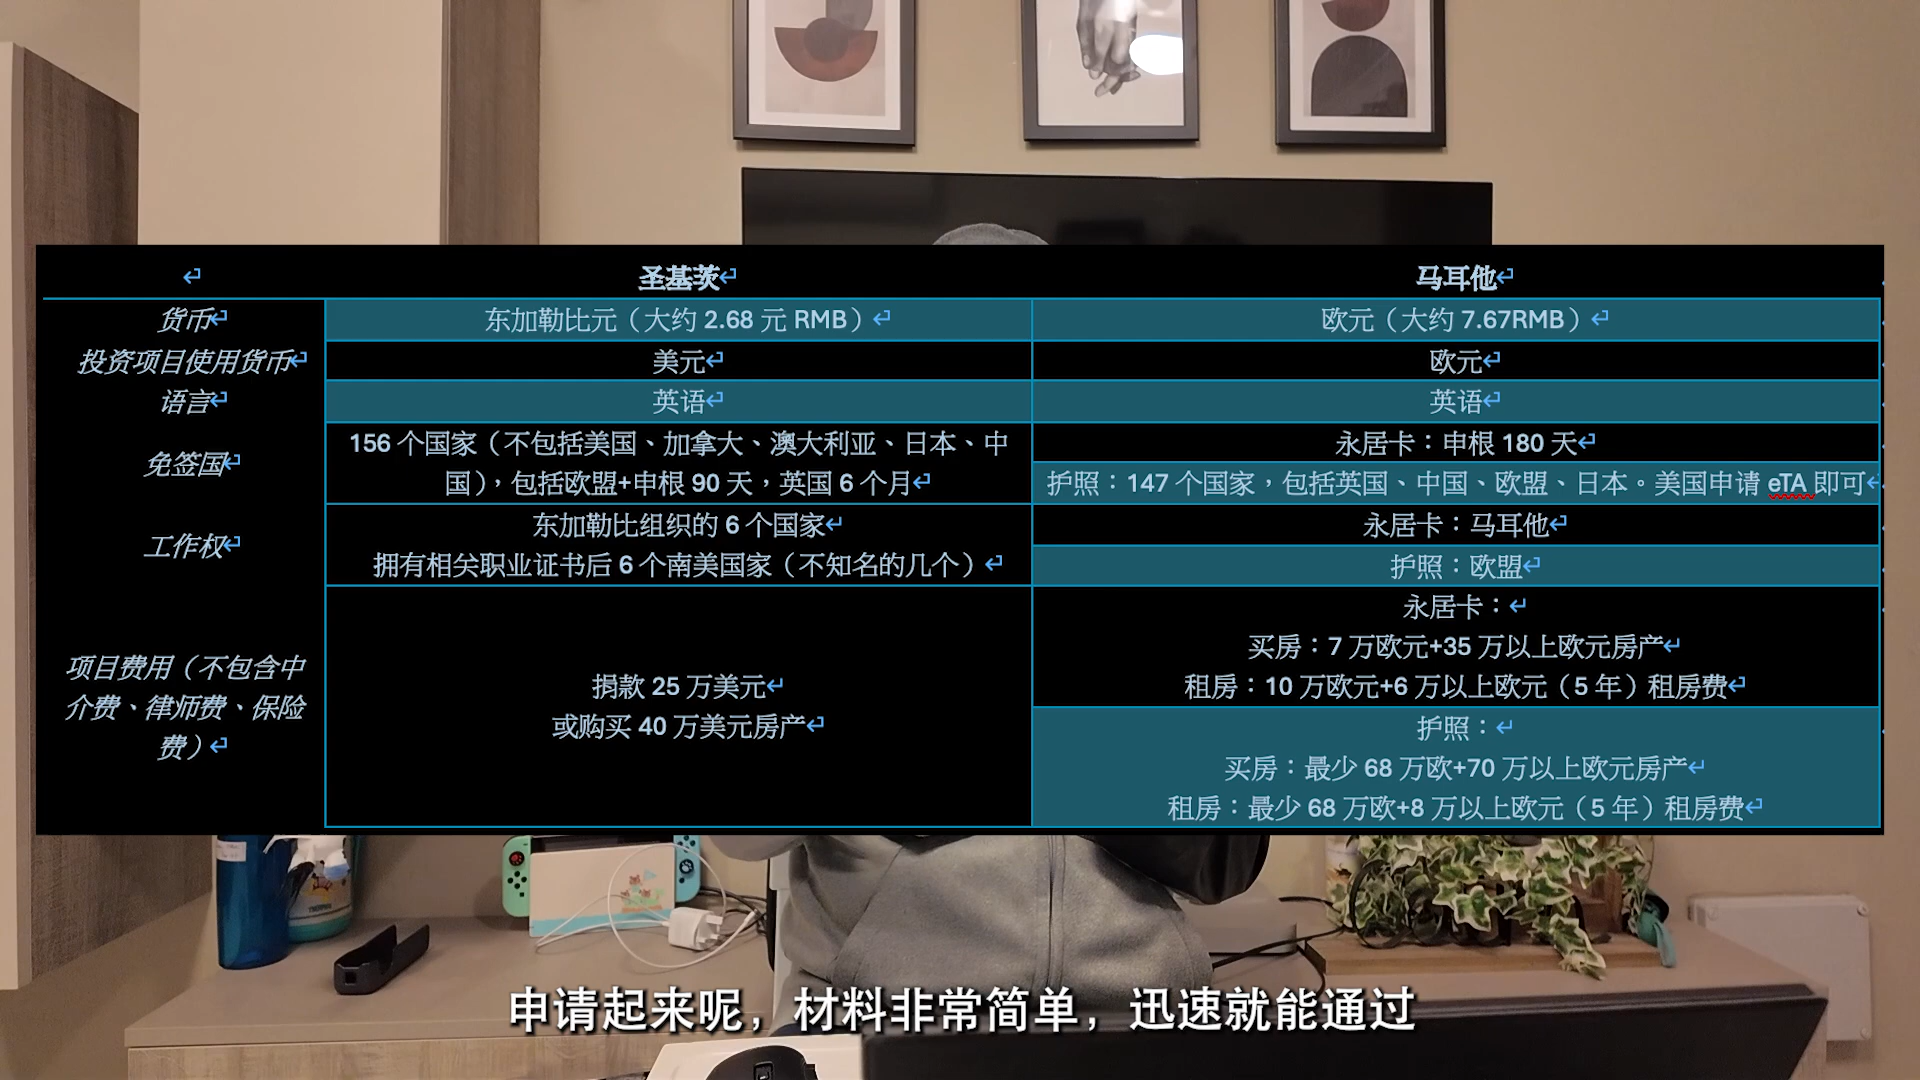 圣基茨 马耳他
货币 东加勒比元（大约 2.68 元 RMB） 欧元（大约 7.67RMB）
投资项目使用货币 美元 欧元
语言 英语 英语
免签国
156 个国家（不包括美国、加拿大、澳大利亚、日本、中
国），包括欧盟+申根 90 天，英国 6 个月
永居卡：申根 180 天
护照：147 个国家，包括英国、中国、欧盟、日本。美国申请 eTA 即可
工作权
东加勒比组织的 6 个国家
拥有相关职业证书后 6 个南美国家（不知名的几个）
永居卡：马耳他
护照：欧盟
项目费用（不包含中
介费、律师费、保险
费）
捐款 25 万美元
或购买 40 万美元房产
永居卡：
买房：7 万欧元+35 万以上欧元房产
租房：10 万欧元+6 万以上欧元（5 年）租房费
护照：
买房：最少 68 万欧+70 万以上欧元房产
租房：最少 68 万欧+8 万以上欧元（5 年）租房费
申请起来呢，材料非常简单，迅速就能通过